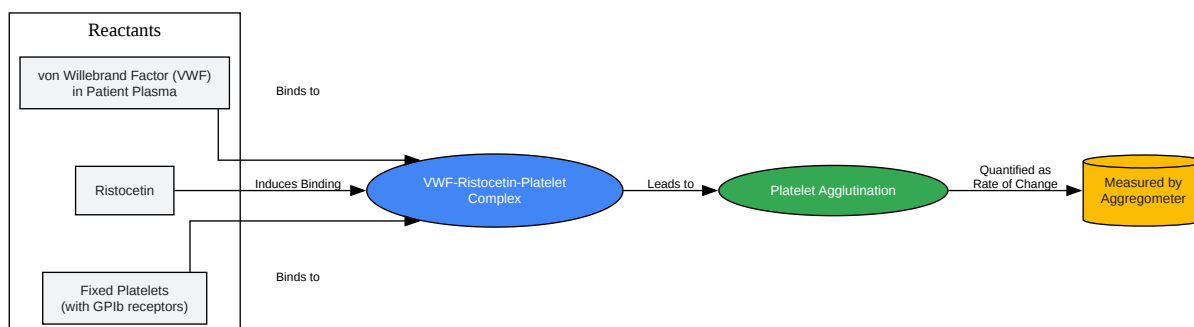 Reactants
von Willebrand Factor (VWF)
in Patient Plasma
Binds to
Ristocetin
Induces Binding
VWF-Ristocetin-Platelet
Complex
Leads to
Platelet Agglutination
Quantified as
Rate of Change
Measured by
Aggregometer
Fixed Platelets
(with GPIb receptors)
Binds to